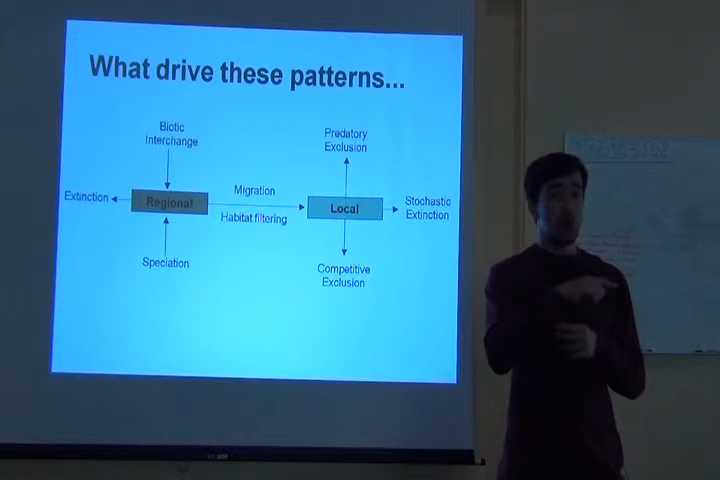 What drive these patterns...
Biotic
Interchange
Predatory
Exclusion
Extinction
Regional
Migration
Habitat filtering
Local
Stochastic
Extinction
Speciation
Competitive
Exclusion